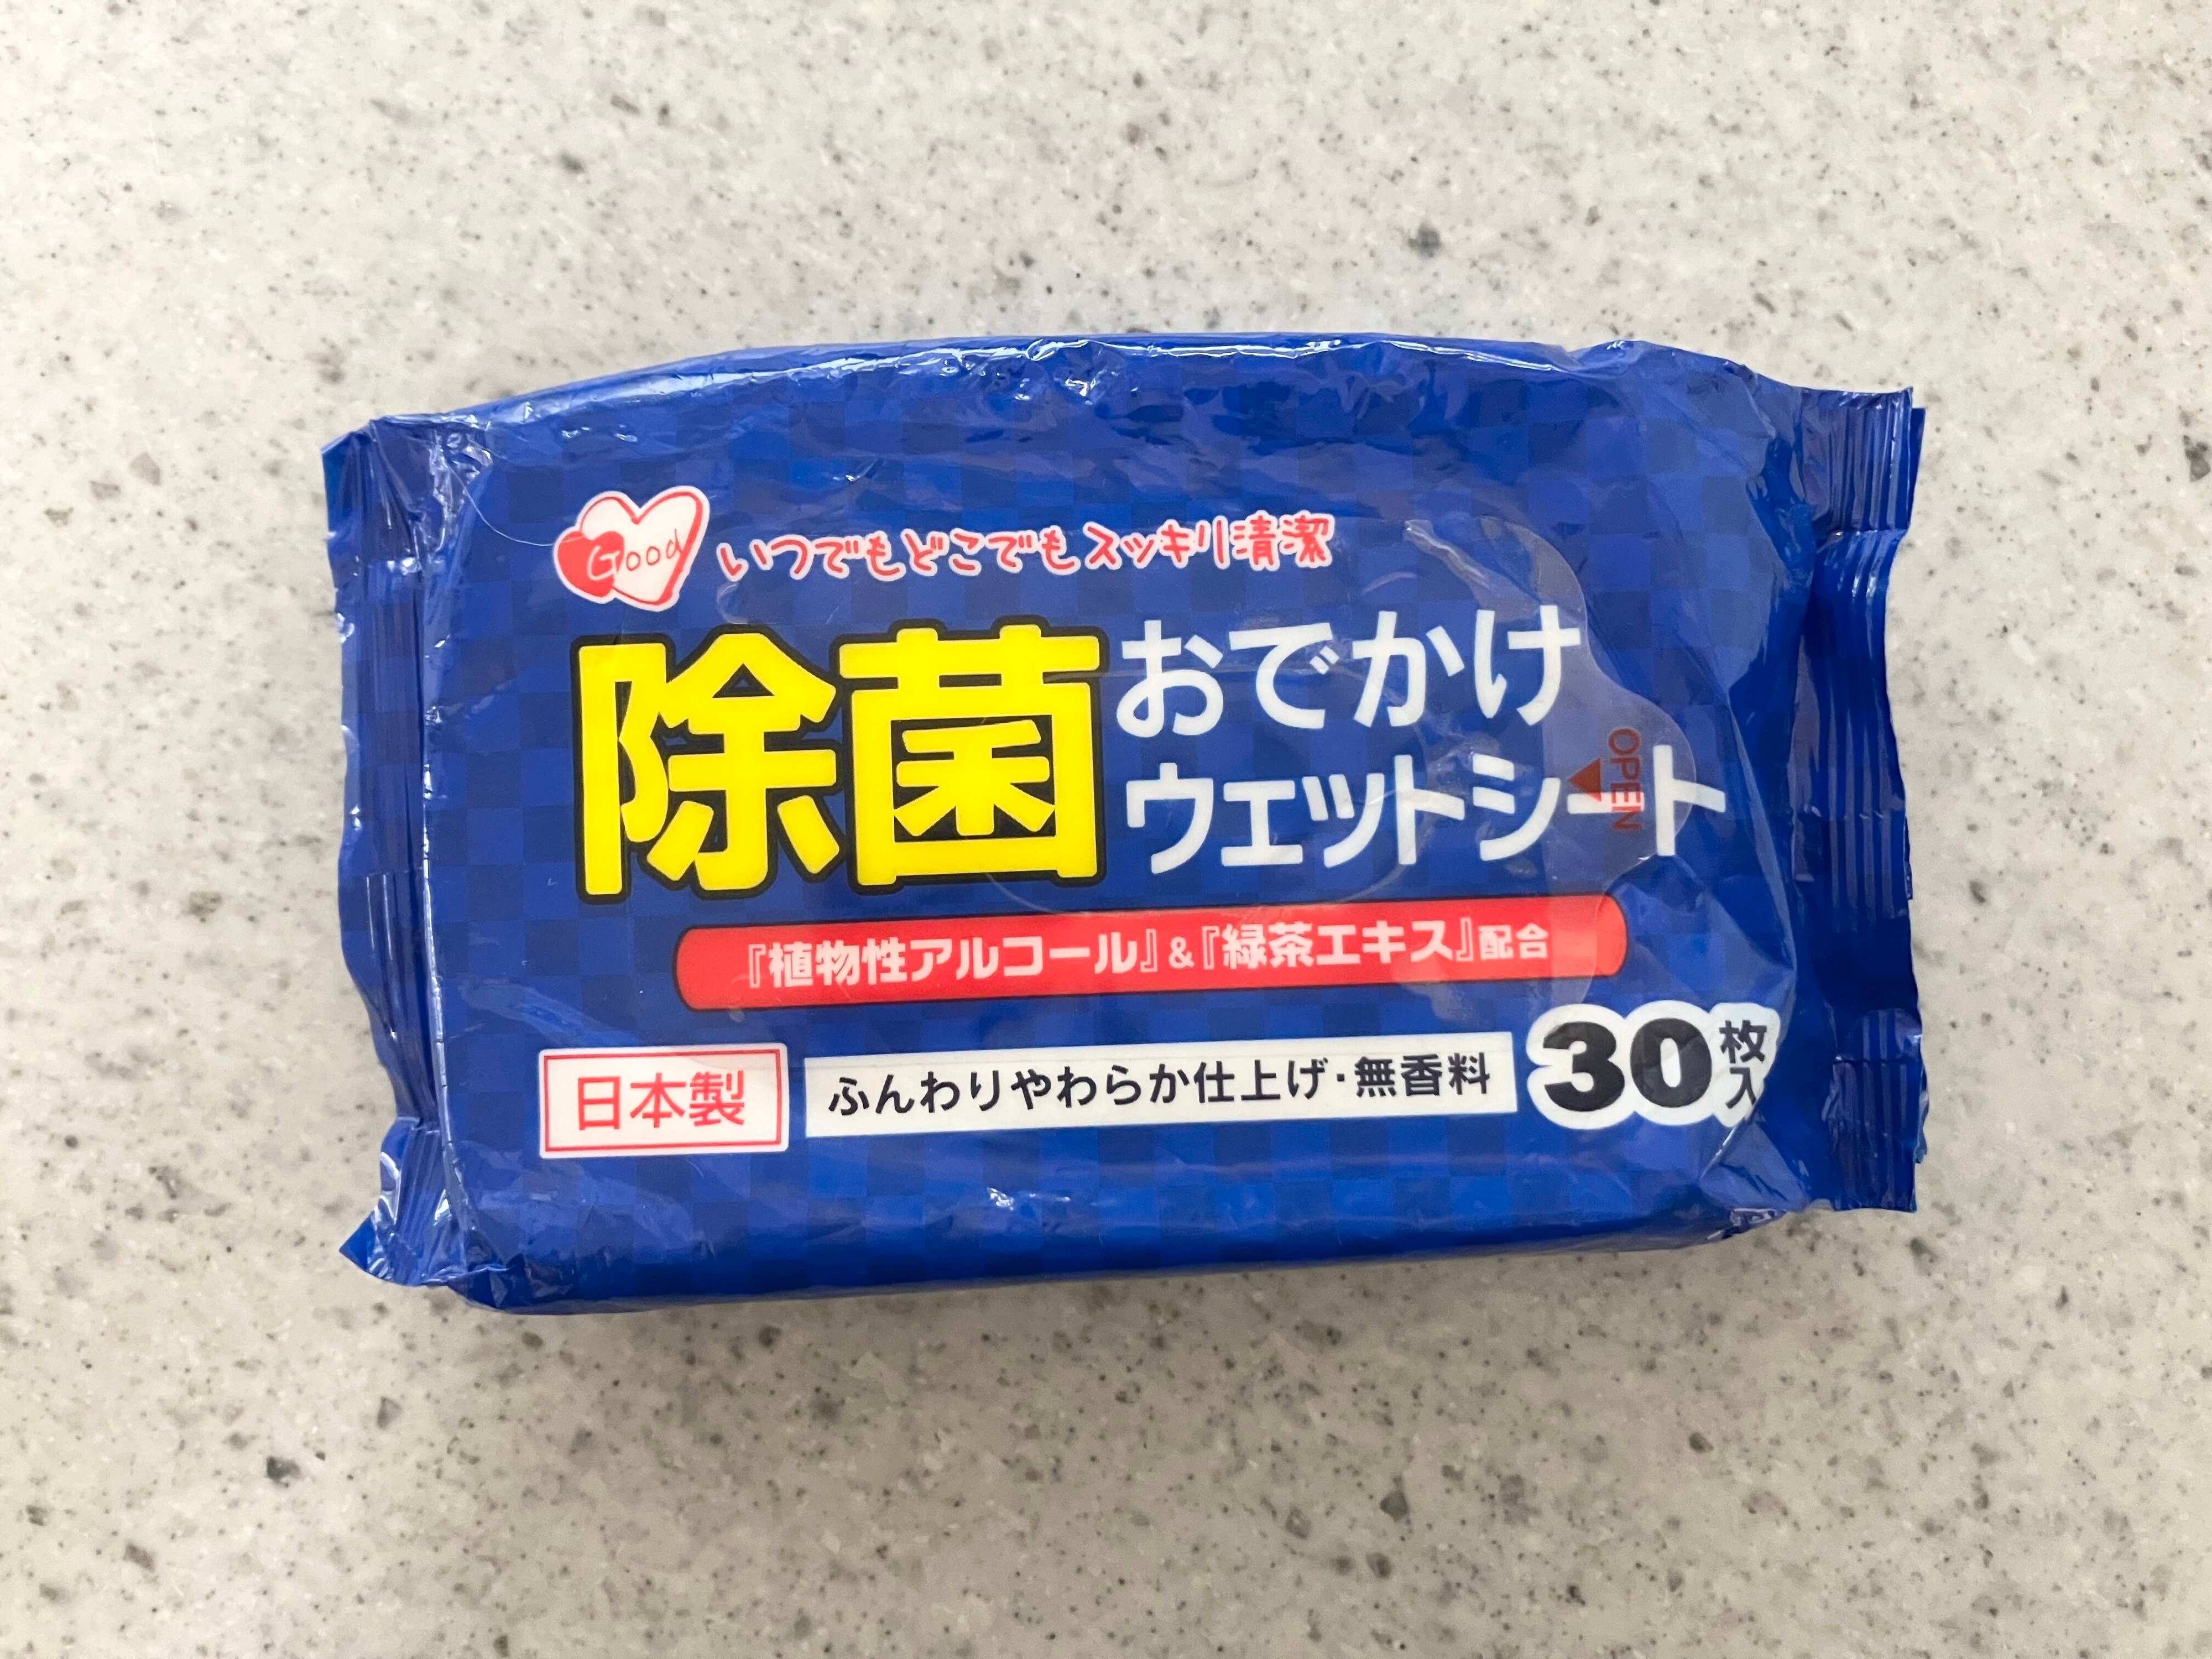 Good
いつでもどこでもスッキリ清潔
除菌
おでかけ
ウェットシート
OPEN
『植物性アルコール』&『緑茶エキス』配合
日本製
ふんわりやわらか仕上げ・無香料
30枚入